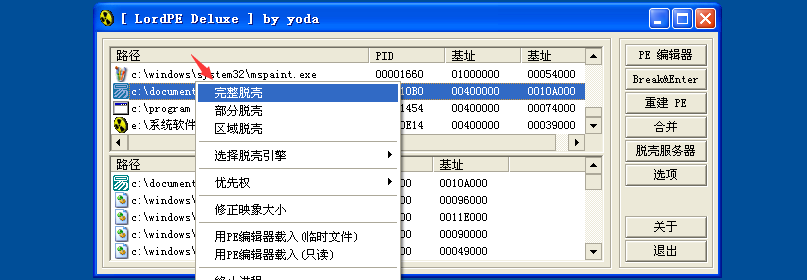 [ LordPE Deluxe ] by yoda
路径 PID 基址 基址
c:\windows\system32\mspaint.exe 00001660 01000000 00054000
c:\document 10B0 00400000 0010A000
c:\program 1454 00400000 00074000
e:\系统软件 0E14 00400000 00039000
完整脱壳
部分脱壳
区域脱壳
选择脱壳引擎
优先权
修正映象大小
用PE编辑器载入(临时文件)
用PE编辑器载入(只读)
路径 基址
c:\document 00 0010A000
c:\window 00 00096000
c:\window 00 0011E000
c:\window 00 00090000
c:\window 00 00049000
PE 编辑器
Break&Enter
重建 PE
合并
脱壳服务器
选项
关于
退出